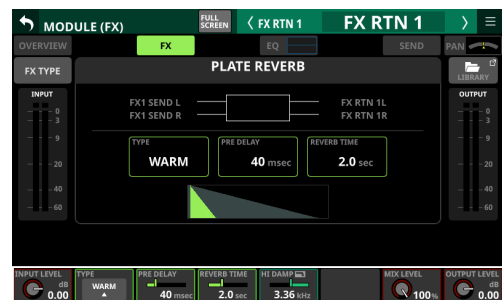 MODULE (FX)
FULL
SCREEN
FX RTN 1
FX RTN 1
OVERVIEW
FX
EQ
SEND
PAN
FX TYPE
PLATE REVERB
LIBRARY
INPUT
0
3
9
20
40
60
FX1 SEND L
FX1 SEND R
FX RTN 1L
FX RTN 1R
TYPE
WARM
PRE DELAY
40 msec
REVERB TIME
2.0 sec
OUTPUT
0
3
9
20
40
60
INPUT LEVEL
dB
0.00
TYPE
WARM
PRE DELAY
40 msec
REVERB TIME
2.0 sec
HI DAMP
3.36 kHz
MIX LEVEL
100%
OUTPUT LEVEL
dB
0.00